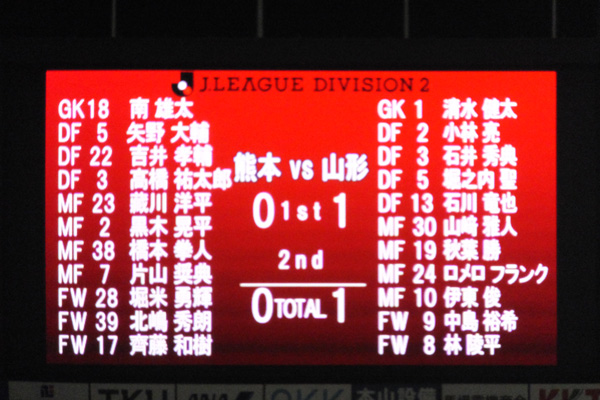 J.LEAGUE DIVISION 2
GK 18 南 雄太
DF 5 矢野 大輔
DF 22 吉井 孝輔
DF 3 高橋 祐太郎
MF 23 藏川 洋平
MF 2 黒木 晃平
MF 38 橋本 拳人
MF 7 片山 奨典
FW 28 堀米 勇輝
FW 39 北嶋 秀朗
FW 17 齊藤 和樹
熊本 vs 山形
0 1st 1
2nd
0 TOTAL 1
GK 1 清水 健太
DF 2 小林 亮
DF 3 石井 秀典
DF 5 堀之内 聖
DF 13 石川 竜也
MF 30 山崎 雅人
MF 19 秋葉 勝
MF 24 ロメロ フランク
MF 10 伊東 俊
FW 9 中島 裕希
FW 8 林 陵平